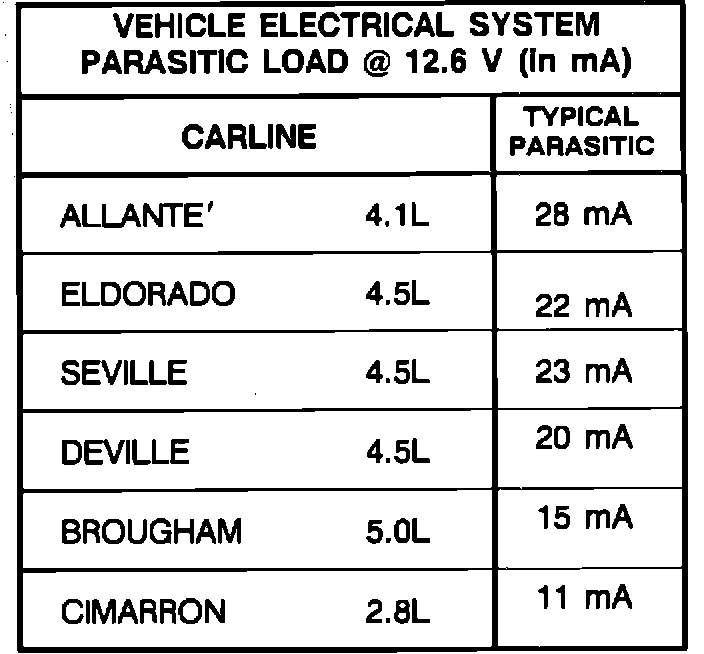 VEHICLE ELECTRICAL SYSTEM
PARASITIC LOAD @ 12.6 V (in mA)
CARLINE TYPICAL
PARASITIC
ALLANTE' 4.1L 28 mA
ELDORADO 4.5L 22 mA
SEVILLE 4.5L 23 mA
DEVILLE 4.5L 20 mA
BROUGHAM 5.0L 15 mA
CIMARRON 2.8L 11 mA